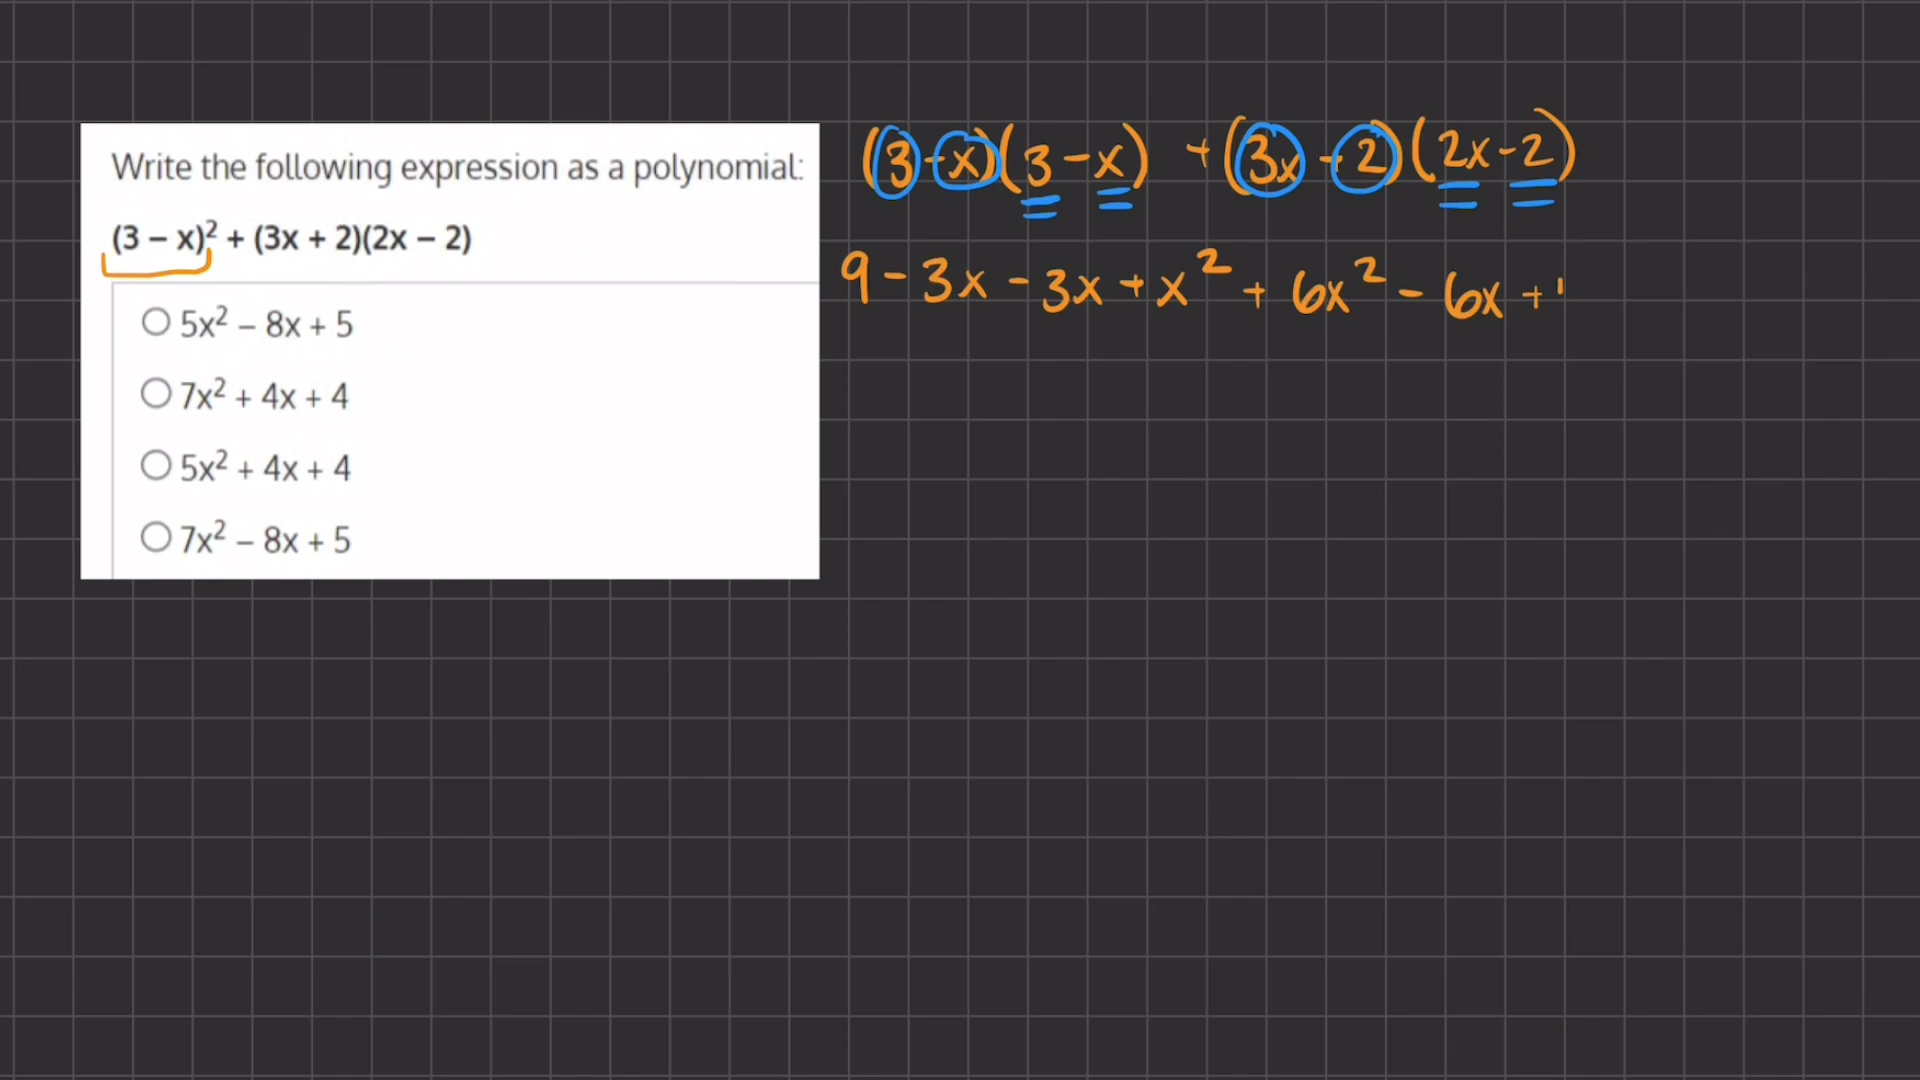 Write the following expression as a polynomial:
(3 – x)² + (3x + 2)(2x – 2)
5x² – 8x + 5
7x² + 4x + 4
5x² + 4x + 4
7x² – 8x + 5
(3-x)(3-x) + (3x+2)(2x-2)
9 - 3x - 3x + x² + 6x² - 6x +